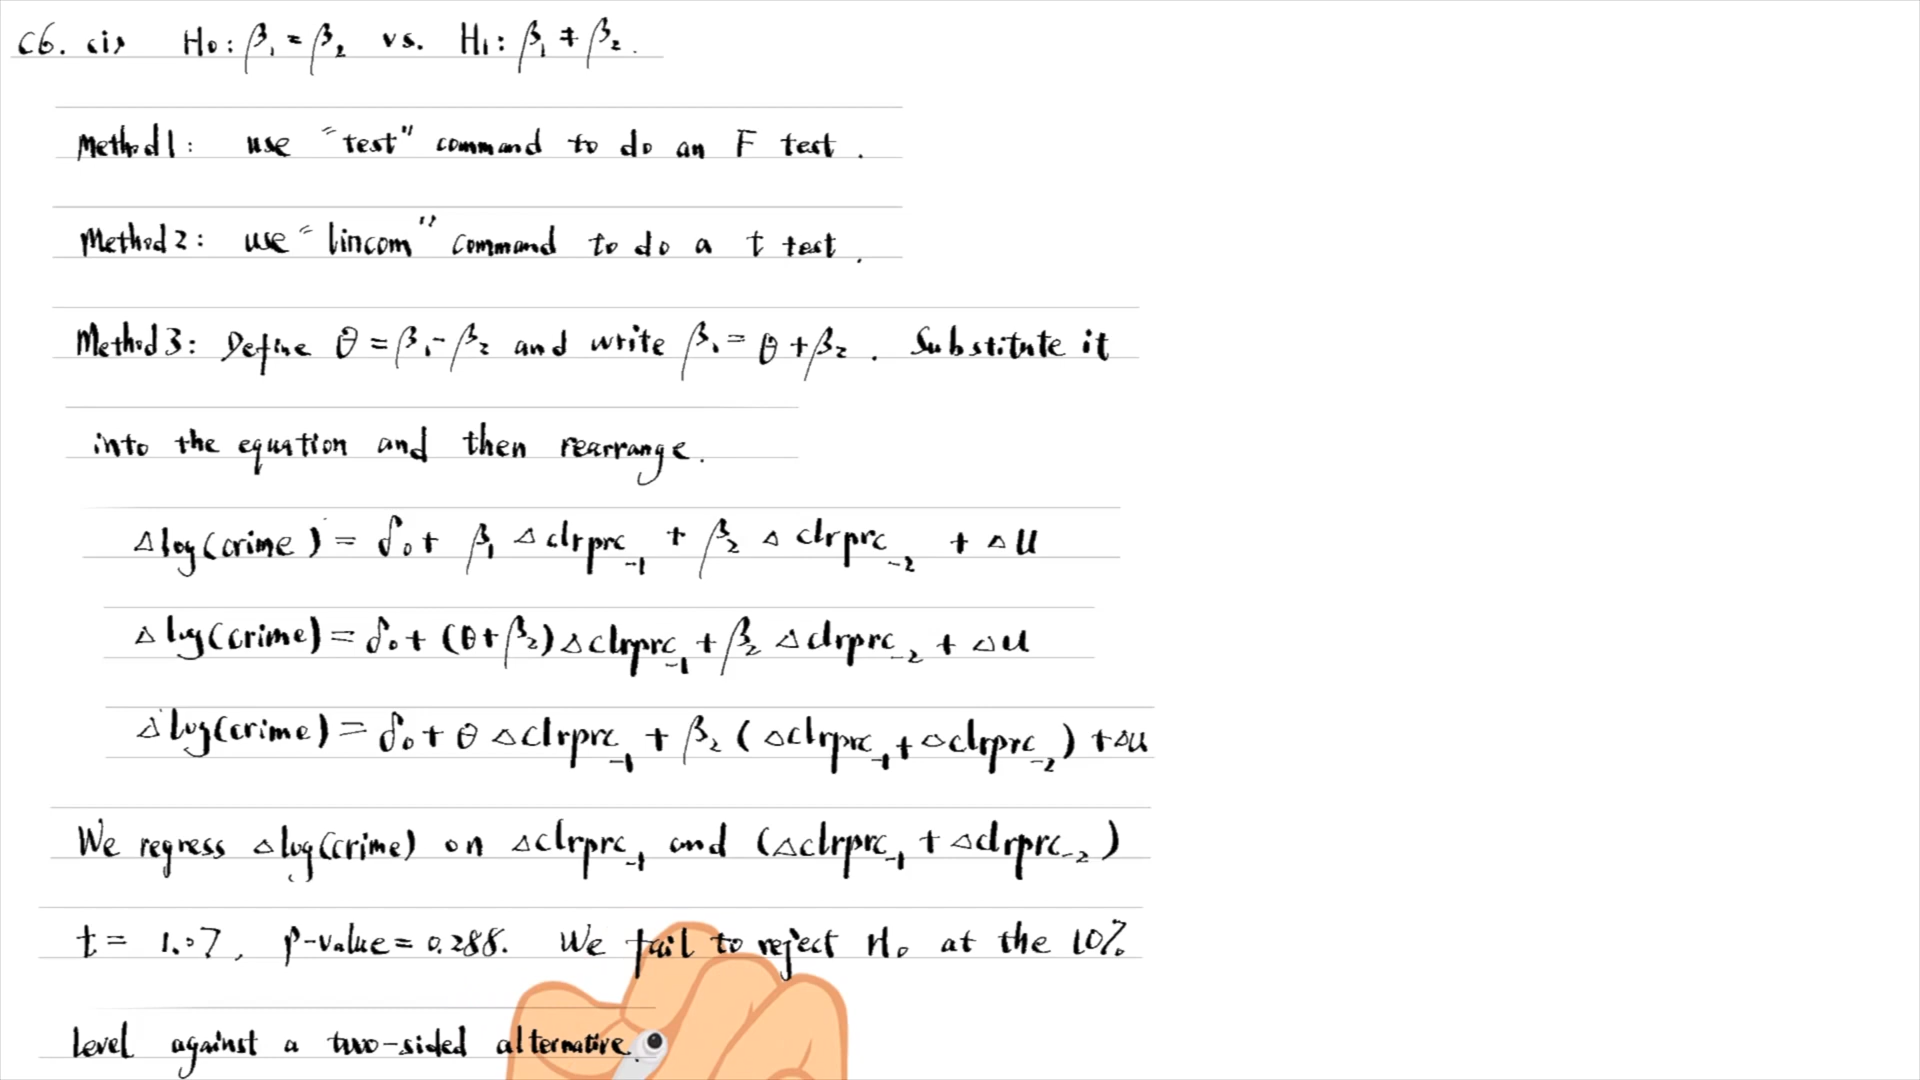 C6. (i) H₀: β₁ = β₂ vs. H₁: β₁ ≠ β₂.
Method 1: use "test" command to do an F test.
Method 2: use "lincom" command to do a t test.
Method 3: Define θ = β₁ - β₂ and write β₁ = θ + β₂. Substitute it
into the equation and then rearrange.
Δlog(crime) = δ₀ + β₁ Δclrprc₋₁ + β₂ Δclrprc₋₂ + Δu
Δlog(crime) = δ₀ + (θ+β₂) Δclrprc₋₁ + β₂ Δclrprc₋₂ + Δu
Δlog(crime) = δ₀ + θ Δclrprc₋₁ + β₂ (Δclrprc₋₁ + Δclrprc₋₂) + Δu
We regress Δlog(crime) on Δclrprc₋₁ and (Δclrprc₋₁ + Δclrprc₋₂)
t = 1.07, p-value = 0.288. We fail to reject H₀ at the 10%
level against a two-sided alternative.